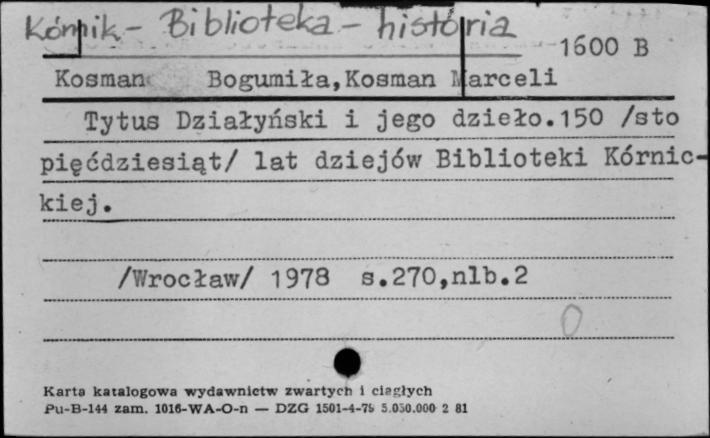 Kórnik - Biblioteka - história
1600 B
Kosman Bogumiła,Kosman Marceli
Tytus Działyński i jego dzieło.150 /sto
pięćdziesiąt/ lat dziejów Biblioteki Kórnic-
kiej.
/Wrocław/ 1978 s.270,nlb.2
0
Karta katalogowa wydawnictw zwartych i ciągłych
Pu-B-144 zam. 1016-WA-O-n — DZG 1501-4-79 5.050.000 2 81